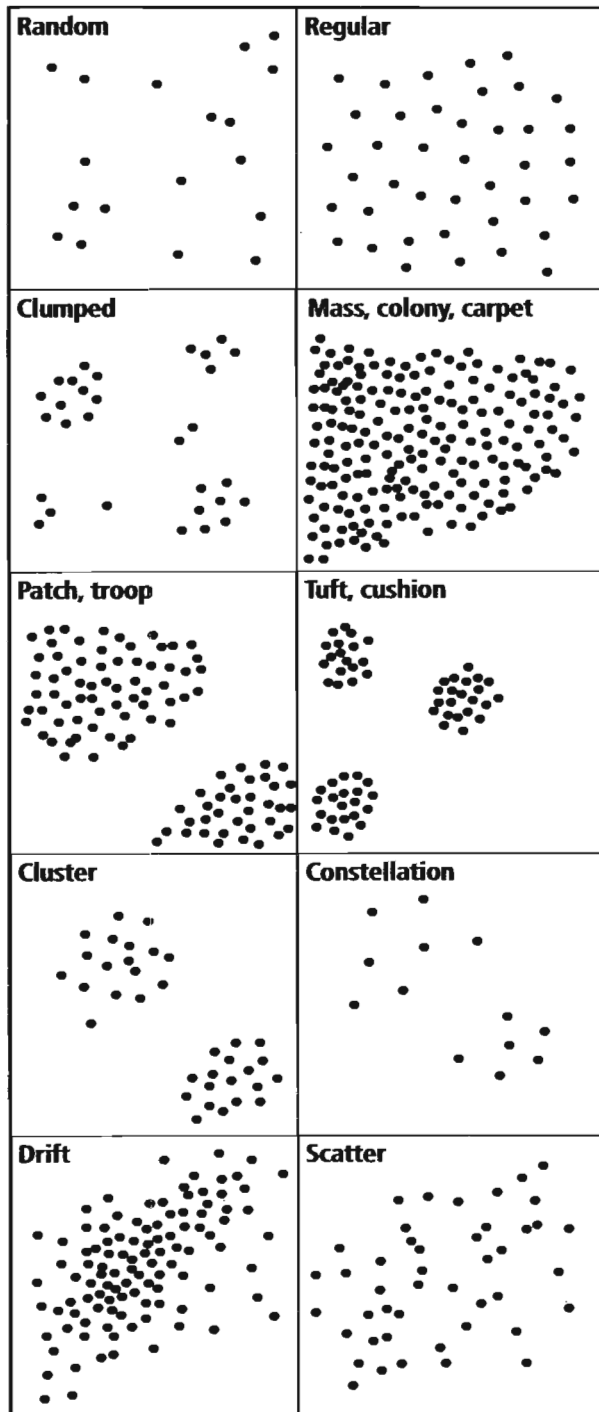 Random
Regular
Clumped
Mass, colony, carpet
Patch, troop
Tuft, cushion
Cluster
Constellation
Drift
Scatter